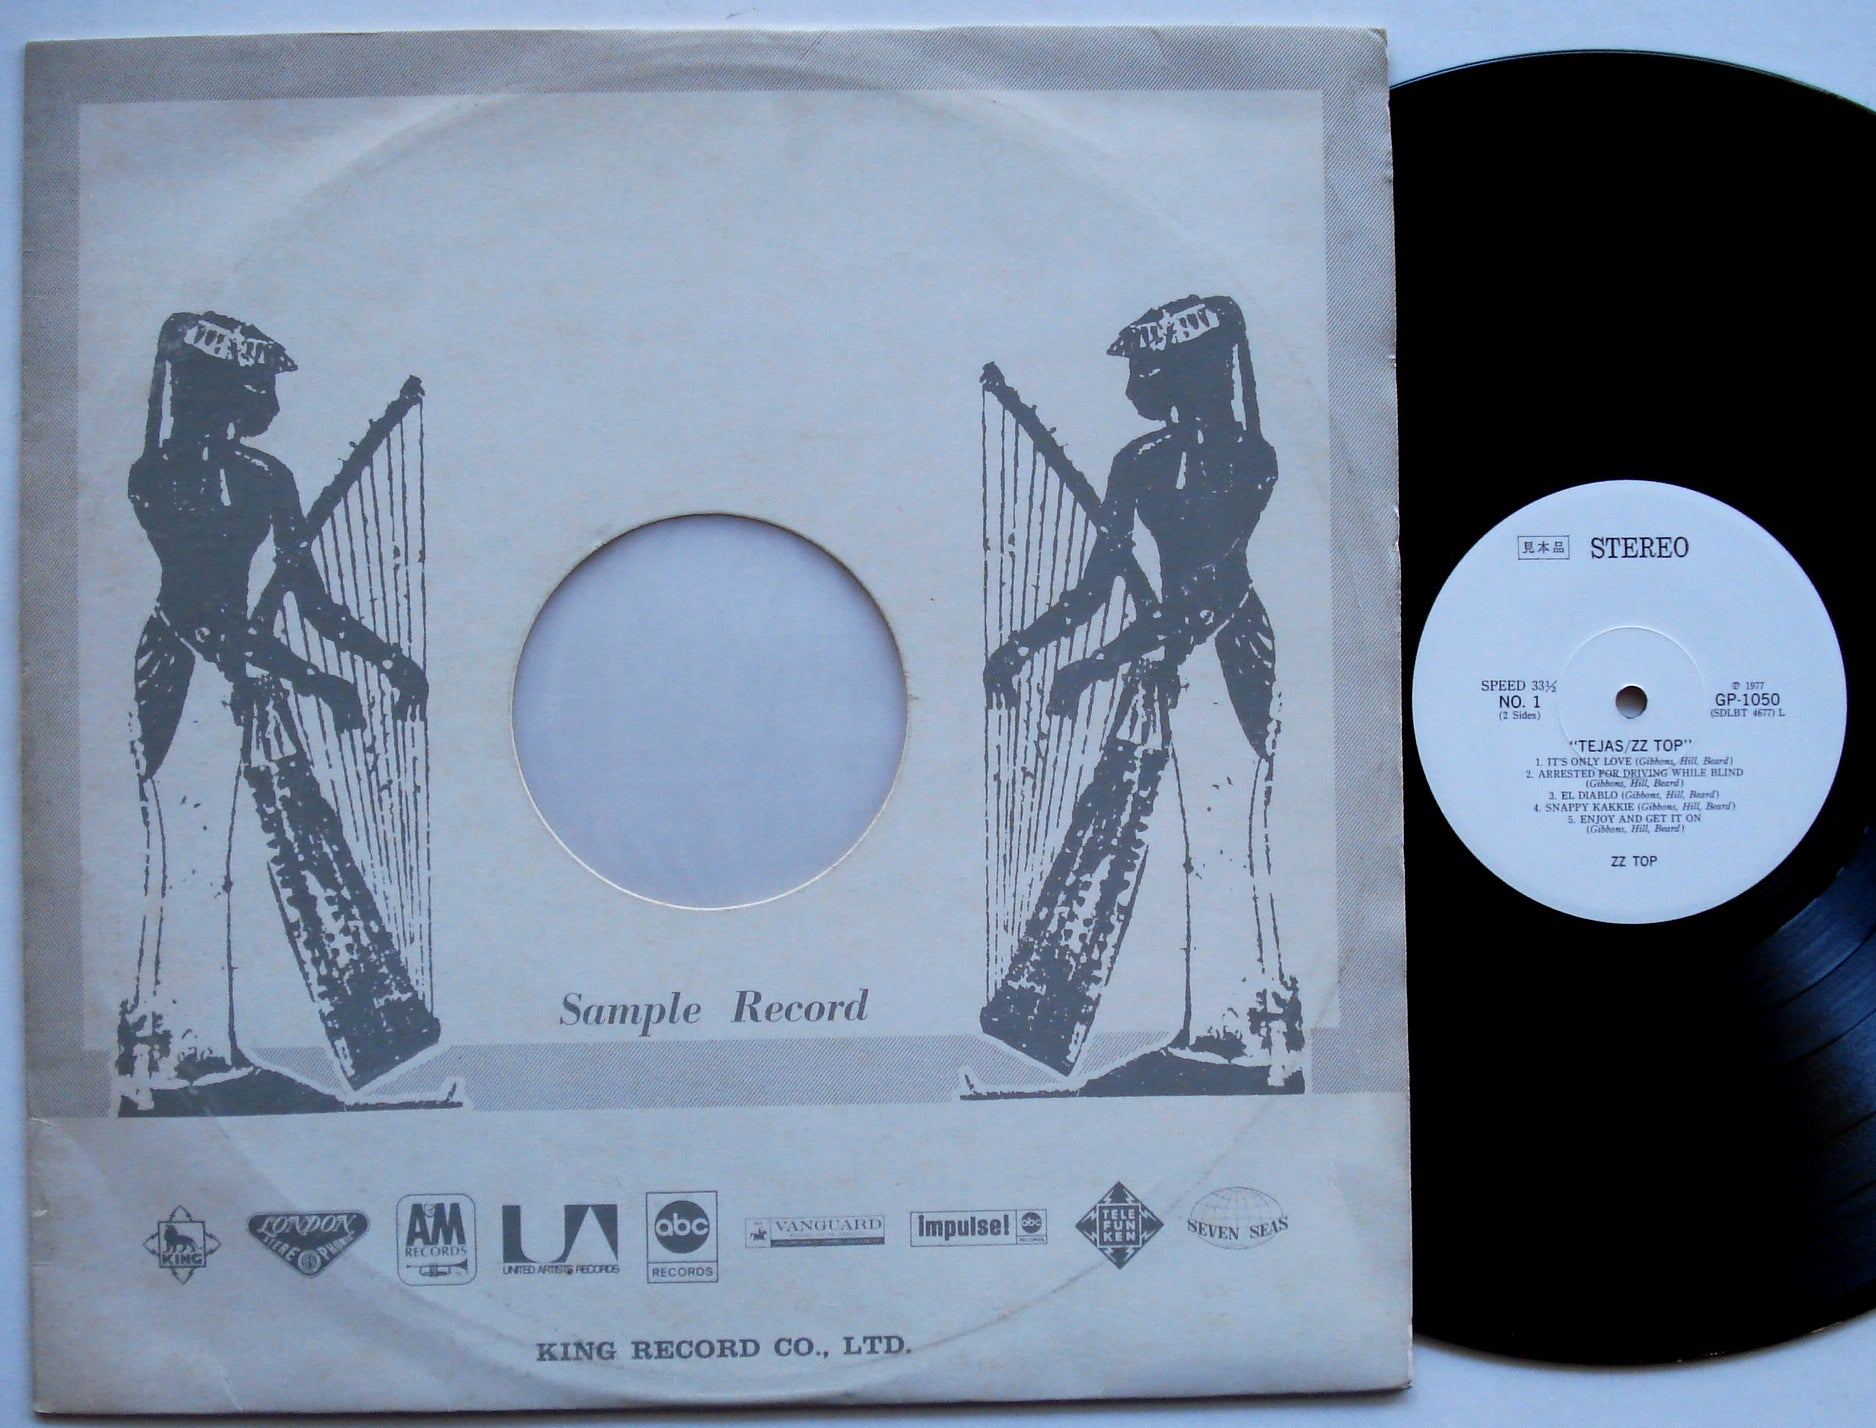 Sample Record
KING
LONDON
A&M
RECORDS
UNITED ARTISTS RECORDS
abc
RECORDS
VANGUARD
impulse!
abc
TELE
FUN
KEN
SEVEN SEAS
KING RECORD CO., LTD.
見本品 STEREO
SPEED 33⅓
NO. 1
(2 Sides)
℗ 1977
GP-1050
(SDLBT 4677) L
"TEJAS/ZZ TOP"
1. IT'S ONLY LOVE (Gibbons, Hill, Beard)
2. ARRESTED FOR DRIVING WHILE BLIND
(Gibbons, Hill, Beard)
3. EL DIABLO (Gibbons, Hill, Beard)
4. SNAPPY KAKKIE (Gibbons, Hill, Beard)
5. ENJOY AND GET IT ON
(Gibbons, Hill, Beard)
ZZ TOP